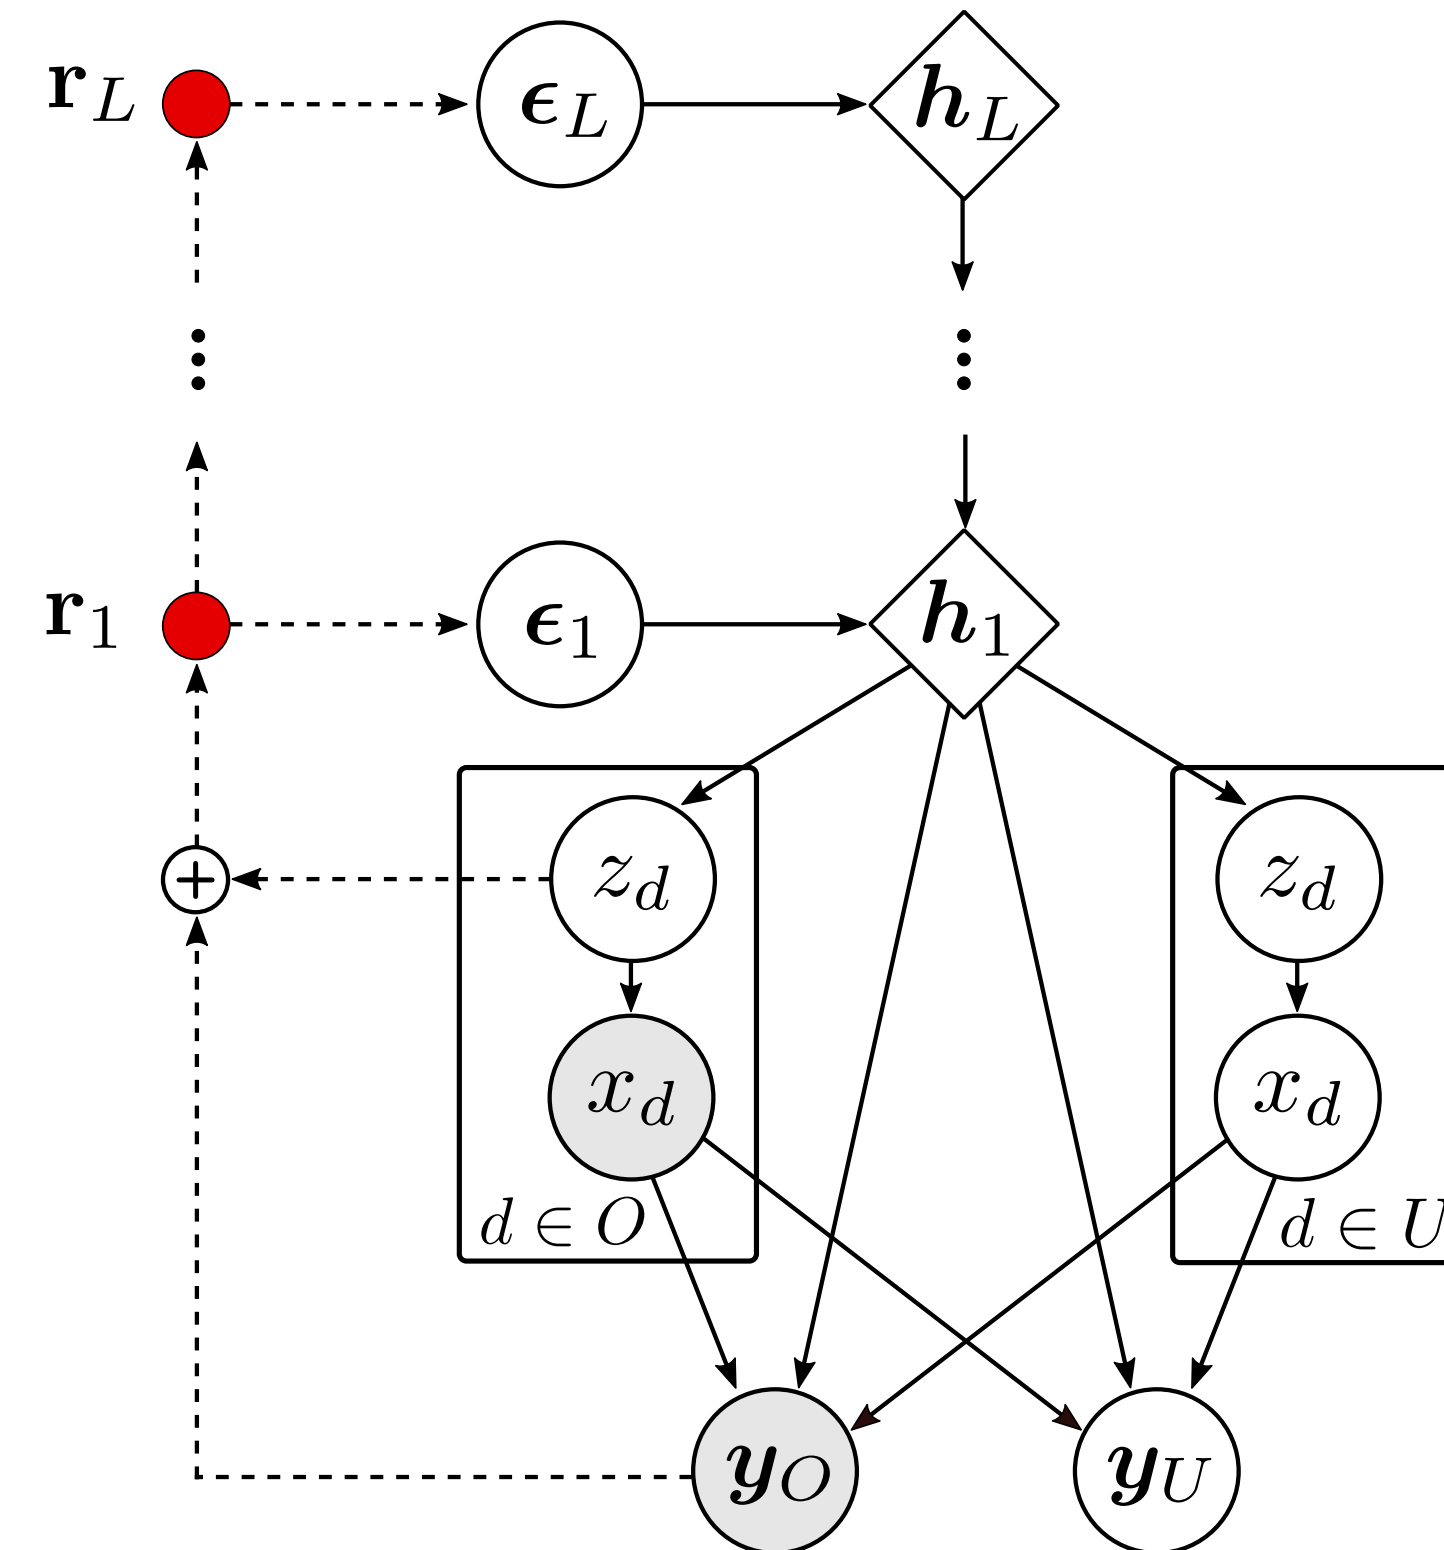 𝐫_L ϵ_L h_L
𝐫_1 ϵ_1 h_1
z_d z_d
+
x_d x_d
d ∈ O d ∈ U
y_O y_U